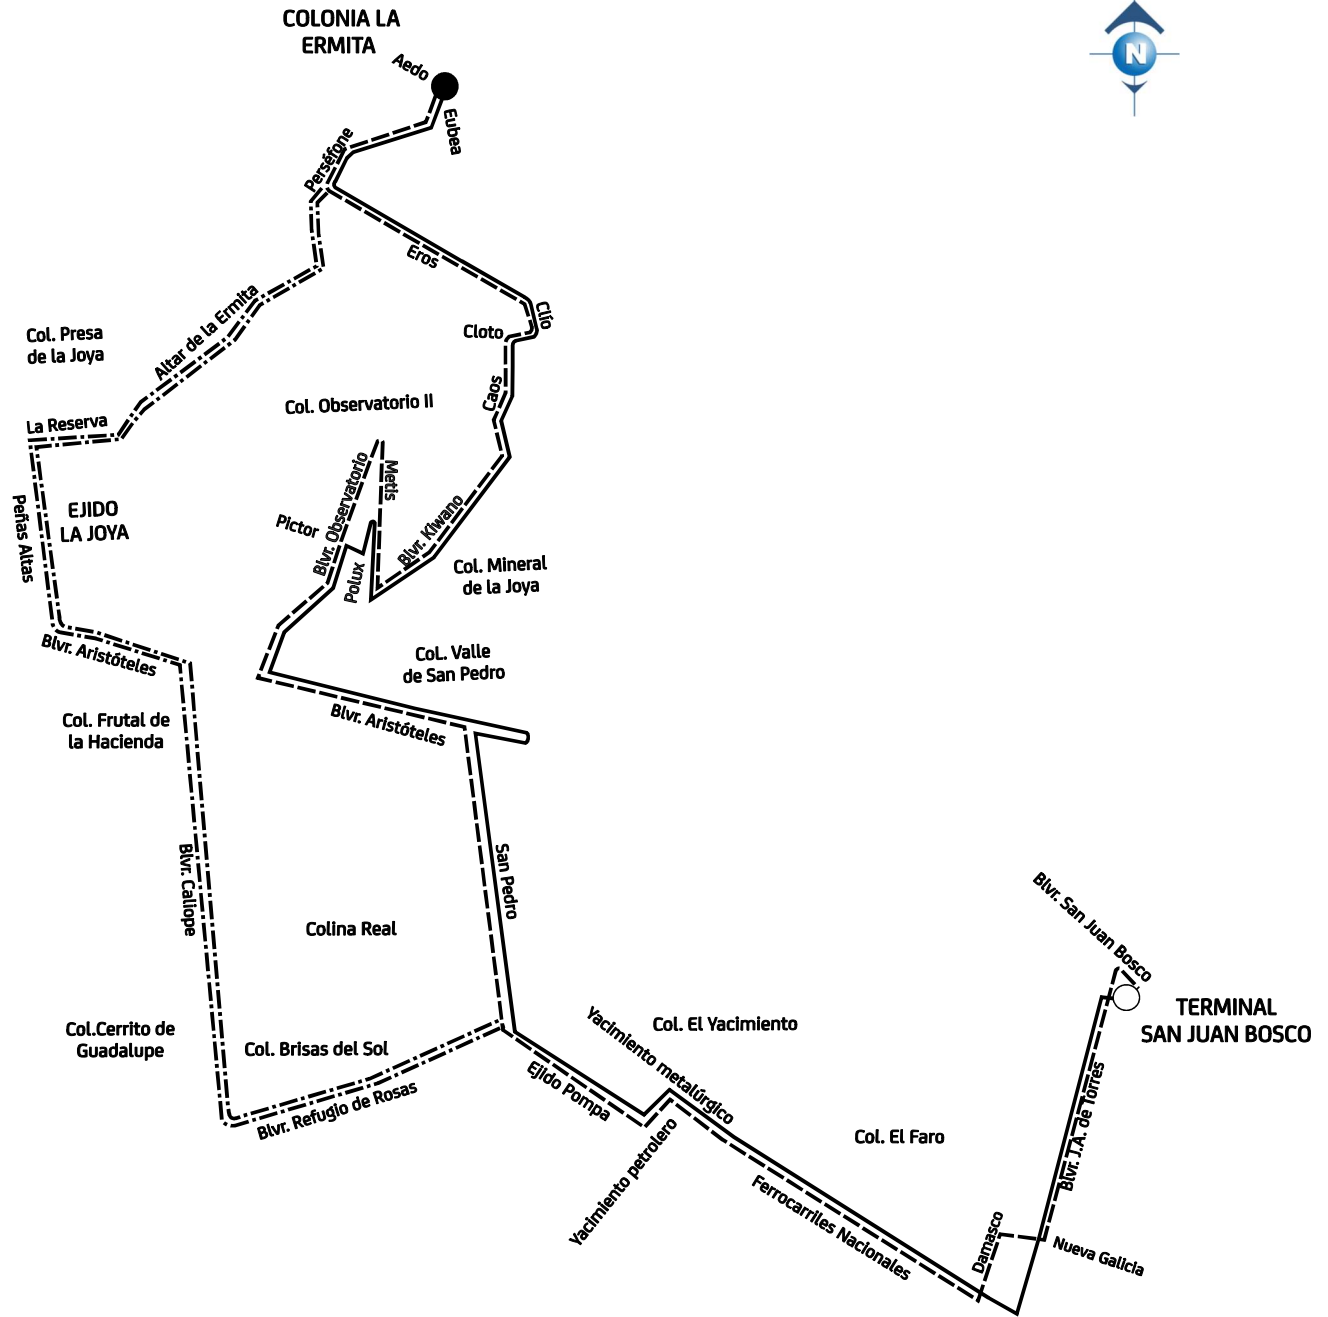 COLONIA LA
ERMITA
N
Aedo
Eubea
Perséfone
Eros
Clío
Cloto
Altar de la Ermita
Col. Presa
de la Joya
Caos
Col. Observatorio II
La Reserva
Metis
Blvr. Observatorio
Peñas Altas
EJIDO
LA JOYA
Pictor
Blvr. Kiwano
Polux
Col. Mineral
de la Joya
Blvr. Aristóteles
Col. Valle
de San Pedro
Col. Frutal de
la Hacienda
Blvr. Aristóteles
Blvr. Caliope
San Pedro
Colina Real
Blvr. San Juan Bosco
TERMINAL
SAN JUAN BOSCO
Col.Cerrito de
Guadalupe
Col. Brisas del Sol
Yacimiento metalúrgico
Col. El Yacimiento
Ejido Pompa
Blvr. Refugio de Rosas
Blvr. J.A. de Torres
Col. El Faro
Yacimiento petrolero
Ferrocarriles Nacionales
Damasco
Nueva Galicia